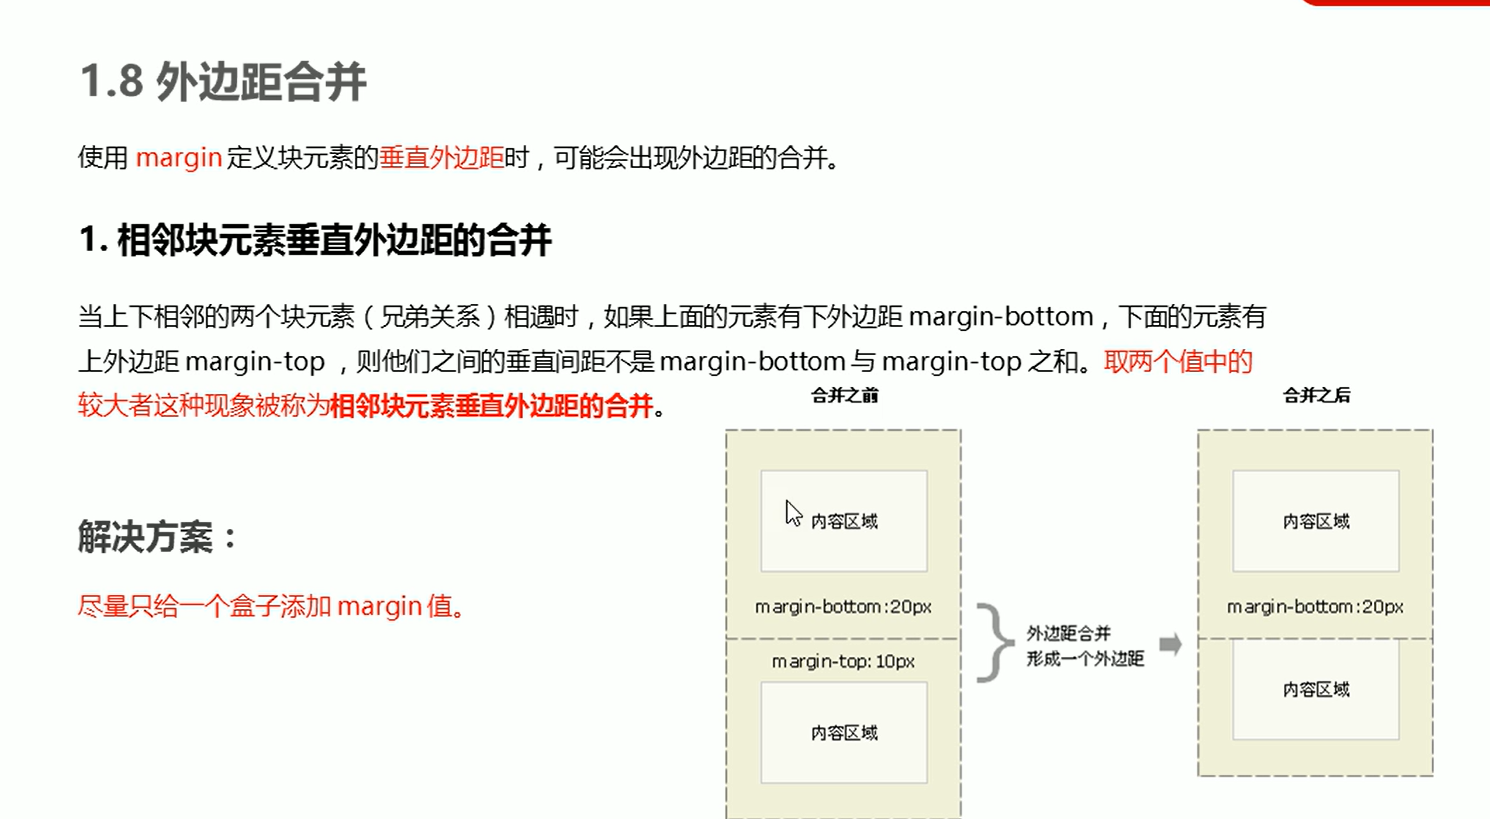 1.8 外边距合并
使用 margin 定义块元素的垂直外边距时，可能会出现外边距的合并。
1. 相邻块元素垂直外边距的合并
当上下相邻的两个块元素（兄弟关系）相遇时，如果上面的元素有下外边距 margin-bottom，下面的元素有
上外边距 margin-top ，则他们之间的垂直间距不是 margin-bottom 与 margin-top 之和。取两个值中的
较大者这种现象被称为相邻块元素垂直外边距的合并。
解决方案：
尽量只给一个盒子添加 margin 值。
合并之前
内容区域
margin-bottom:20px
margin-top: 10px
内容区域
外边距合并
形成一个外边距
合并之后
内容区域
margin-bottom:20px
内容区域